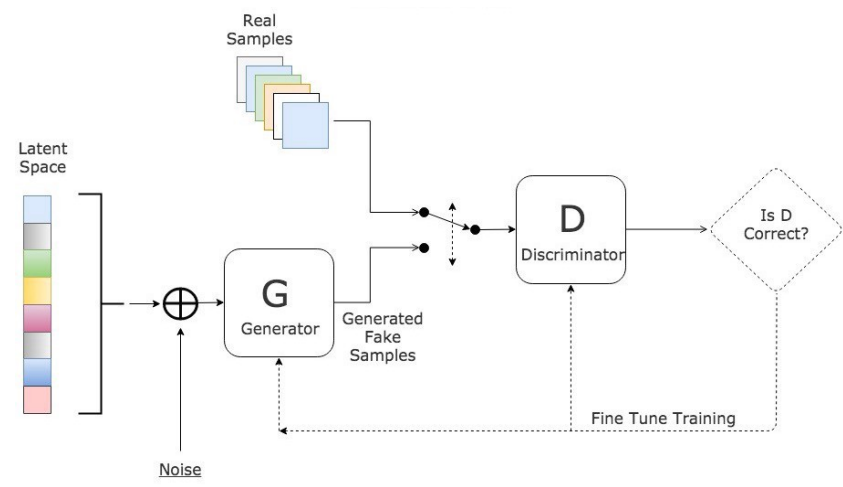 Real
Samples
Latent
Space
D
Discriminator
Is D
Correct?
G
Generator
Generated
Fake
Samples
Fine Tune Training
Noise